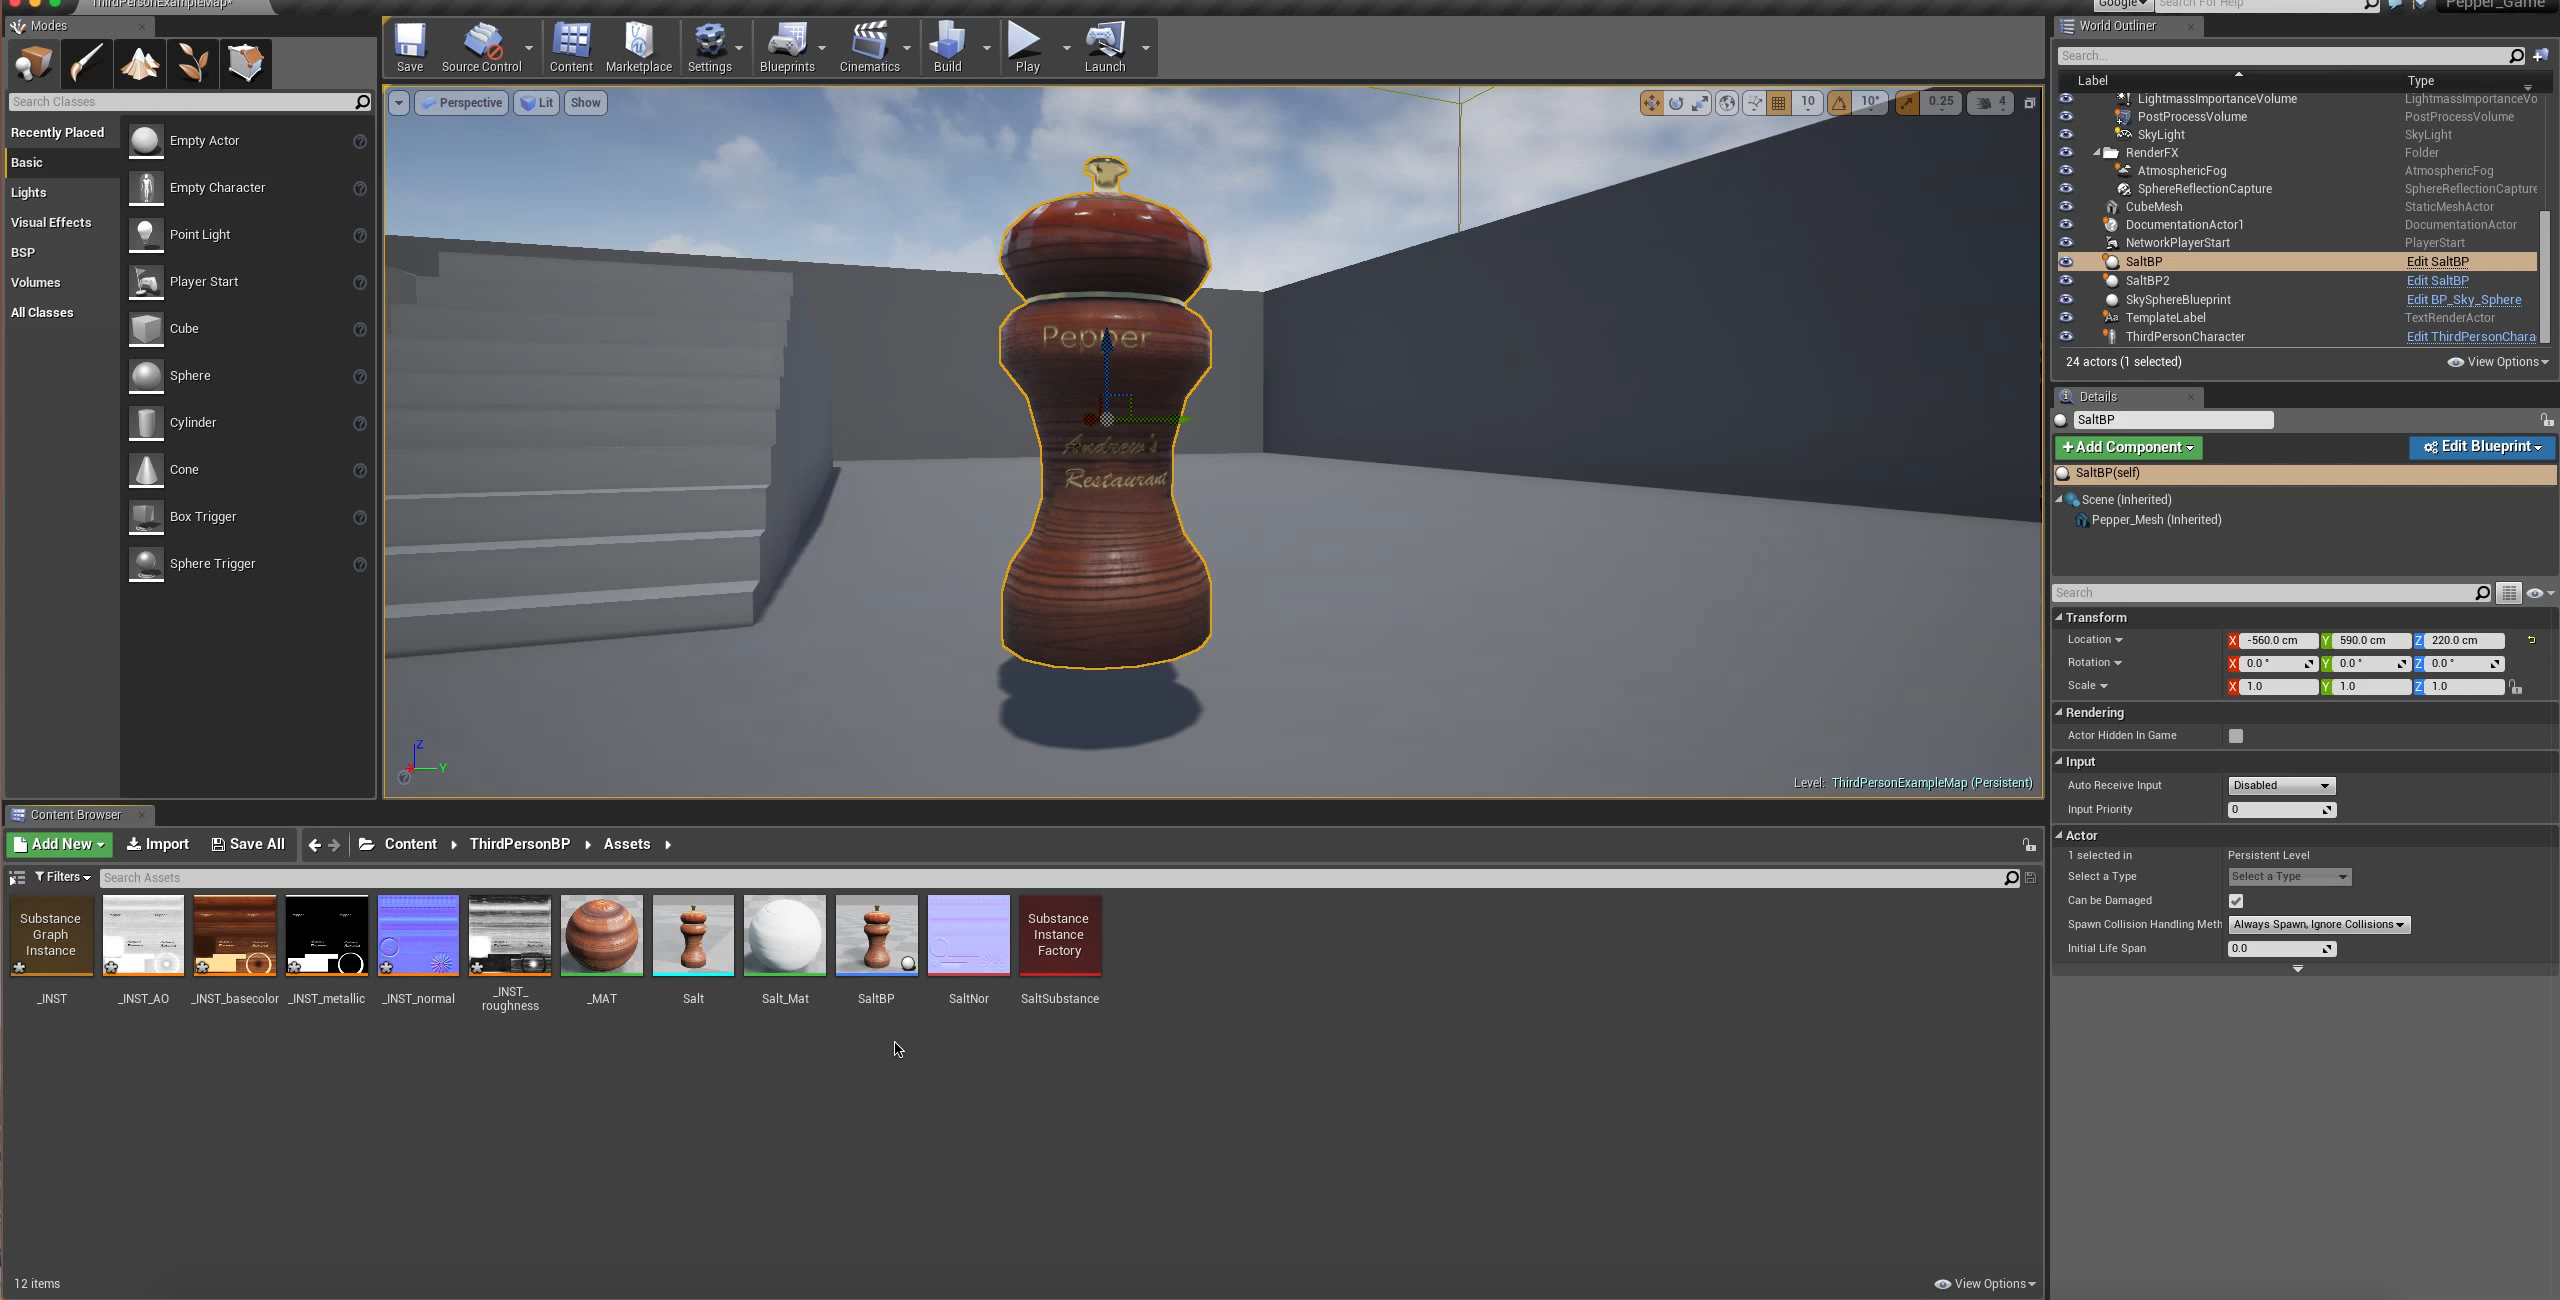 ThirdPersonExampleMap*
Google
Search For Help
Pepper_Game
Modes
Save
Source Control
Content
Marketplace
Settings
Blueprints
Cinematics
Build
Play
Launch
Search Classes
Recently Placed
Basic
Lights
Visual Effects
BSP
Volumes
All Classes
Empty Actor
Empty Character
Point Light
Player Start
Cube
Sphere
Cylinder
Cone
Box Trigger
Sphere Trigger
Perspective
Lit
Show
10
10°
0.25
4
Pepper
Andrew's
Restaurant
Z
Y
Level: ThirdPersonExampleMap (Persistent)
World Outliner
Search...
Label Type
LightmassImportanceVolume LightmassImportanceVo
PostProcessVolume PostProcessVolume
SkyLight SkyLight
RenderFX Folder
AtmosphericFog AtmosphericFog
SphereReflectionCapture SphereReflectionCapture
CubeMesh StaticMeshActor
DocumentationActor1 DocumentationActor
NetworkPlayerStart PlayerStart
SaltBP Edit SaltBP
SaltBP2 Edit SaltBP
SkySphereBlueprint Edit BP_Sky_Sphere
TemplateLabel TextRenderActor
ThirdPersonCharacter Edit ThirdPersonChara
24 actors (1 selected)
View Options
Details
SaltBP
+Add Component
Edit Blueprint
SaltBP(self)
Scene (Inherited)
Pepper_Mesh (Inherited)
Search
Transform
Location X -560.0 cm Y 590.0 cm Z 220.0 cm
Rotation X 0.0 ° Y 0.0 ° Z 0.0 °
Scale X 1.0 Y 1.0 Z 1.0
Rendering
Actor Hidden In Game
Input
Auto Receive Input Disabled
Input Priority 0
Actor
1 selected in Persistent Level
Select a Type Select a Type
Can be Damaged
Spawn Collision Handling Meth Always Spawn, Ignore Collisions
Initial Life Span 0.0
Content Browser
Add New
Import
Save All
Content
ThirdPersonBP
Assets
Filters
Search Assets
Substance
Graph
Instance
Substance
Instance
Factory
_INST
_INST_AO
_INST_basecolor
_INST_metallic
_INST_normal
_INST_
roughness
_MAT
Salt
Salt_Mat
SaltBP
SaltNor
SaltSubstance
12 items
View Options